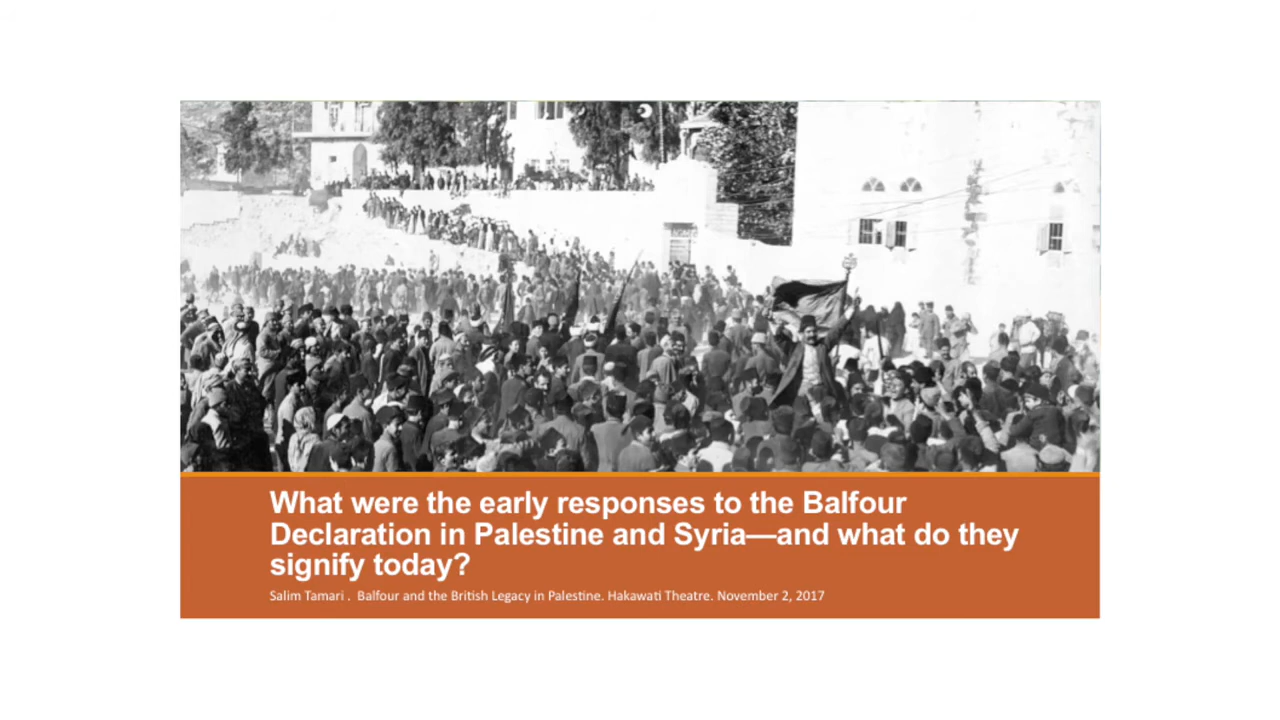 What were the early responses to the Balfour
Declaration in Palestine and Syria—and what do they
signify today?
Salim Tamari . Balfour and the British Legacy in Palestine. Hakawati Theatre. November 2, 2017